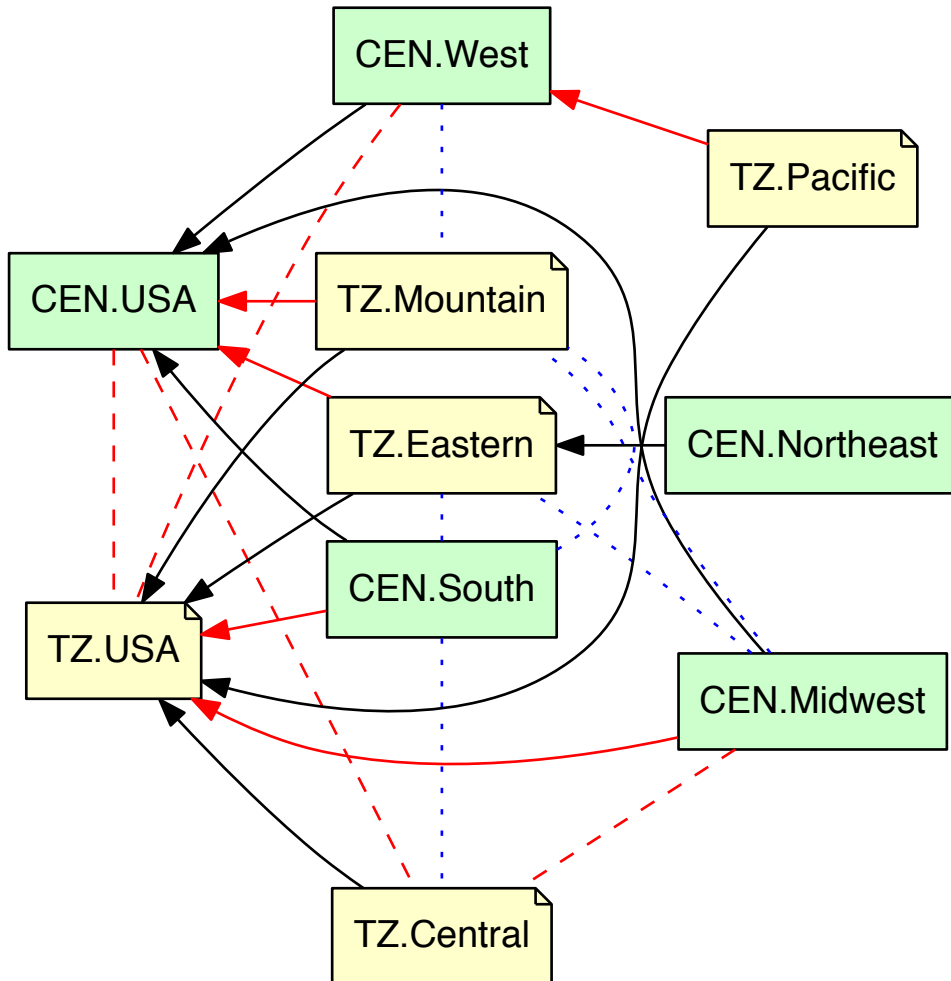 CEN.West
TZ.Pacific
CEN.USA
TZ.Mountain
TZ.Eastern
CEN.Northeast
CEN.South
TZ.USA
CEN.Midwest
TZ.Central